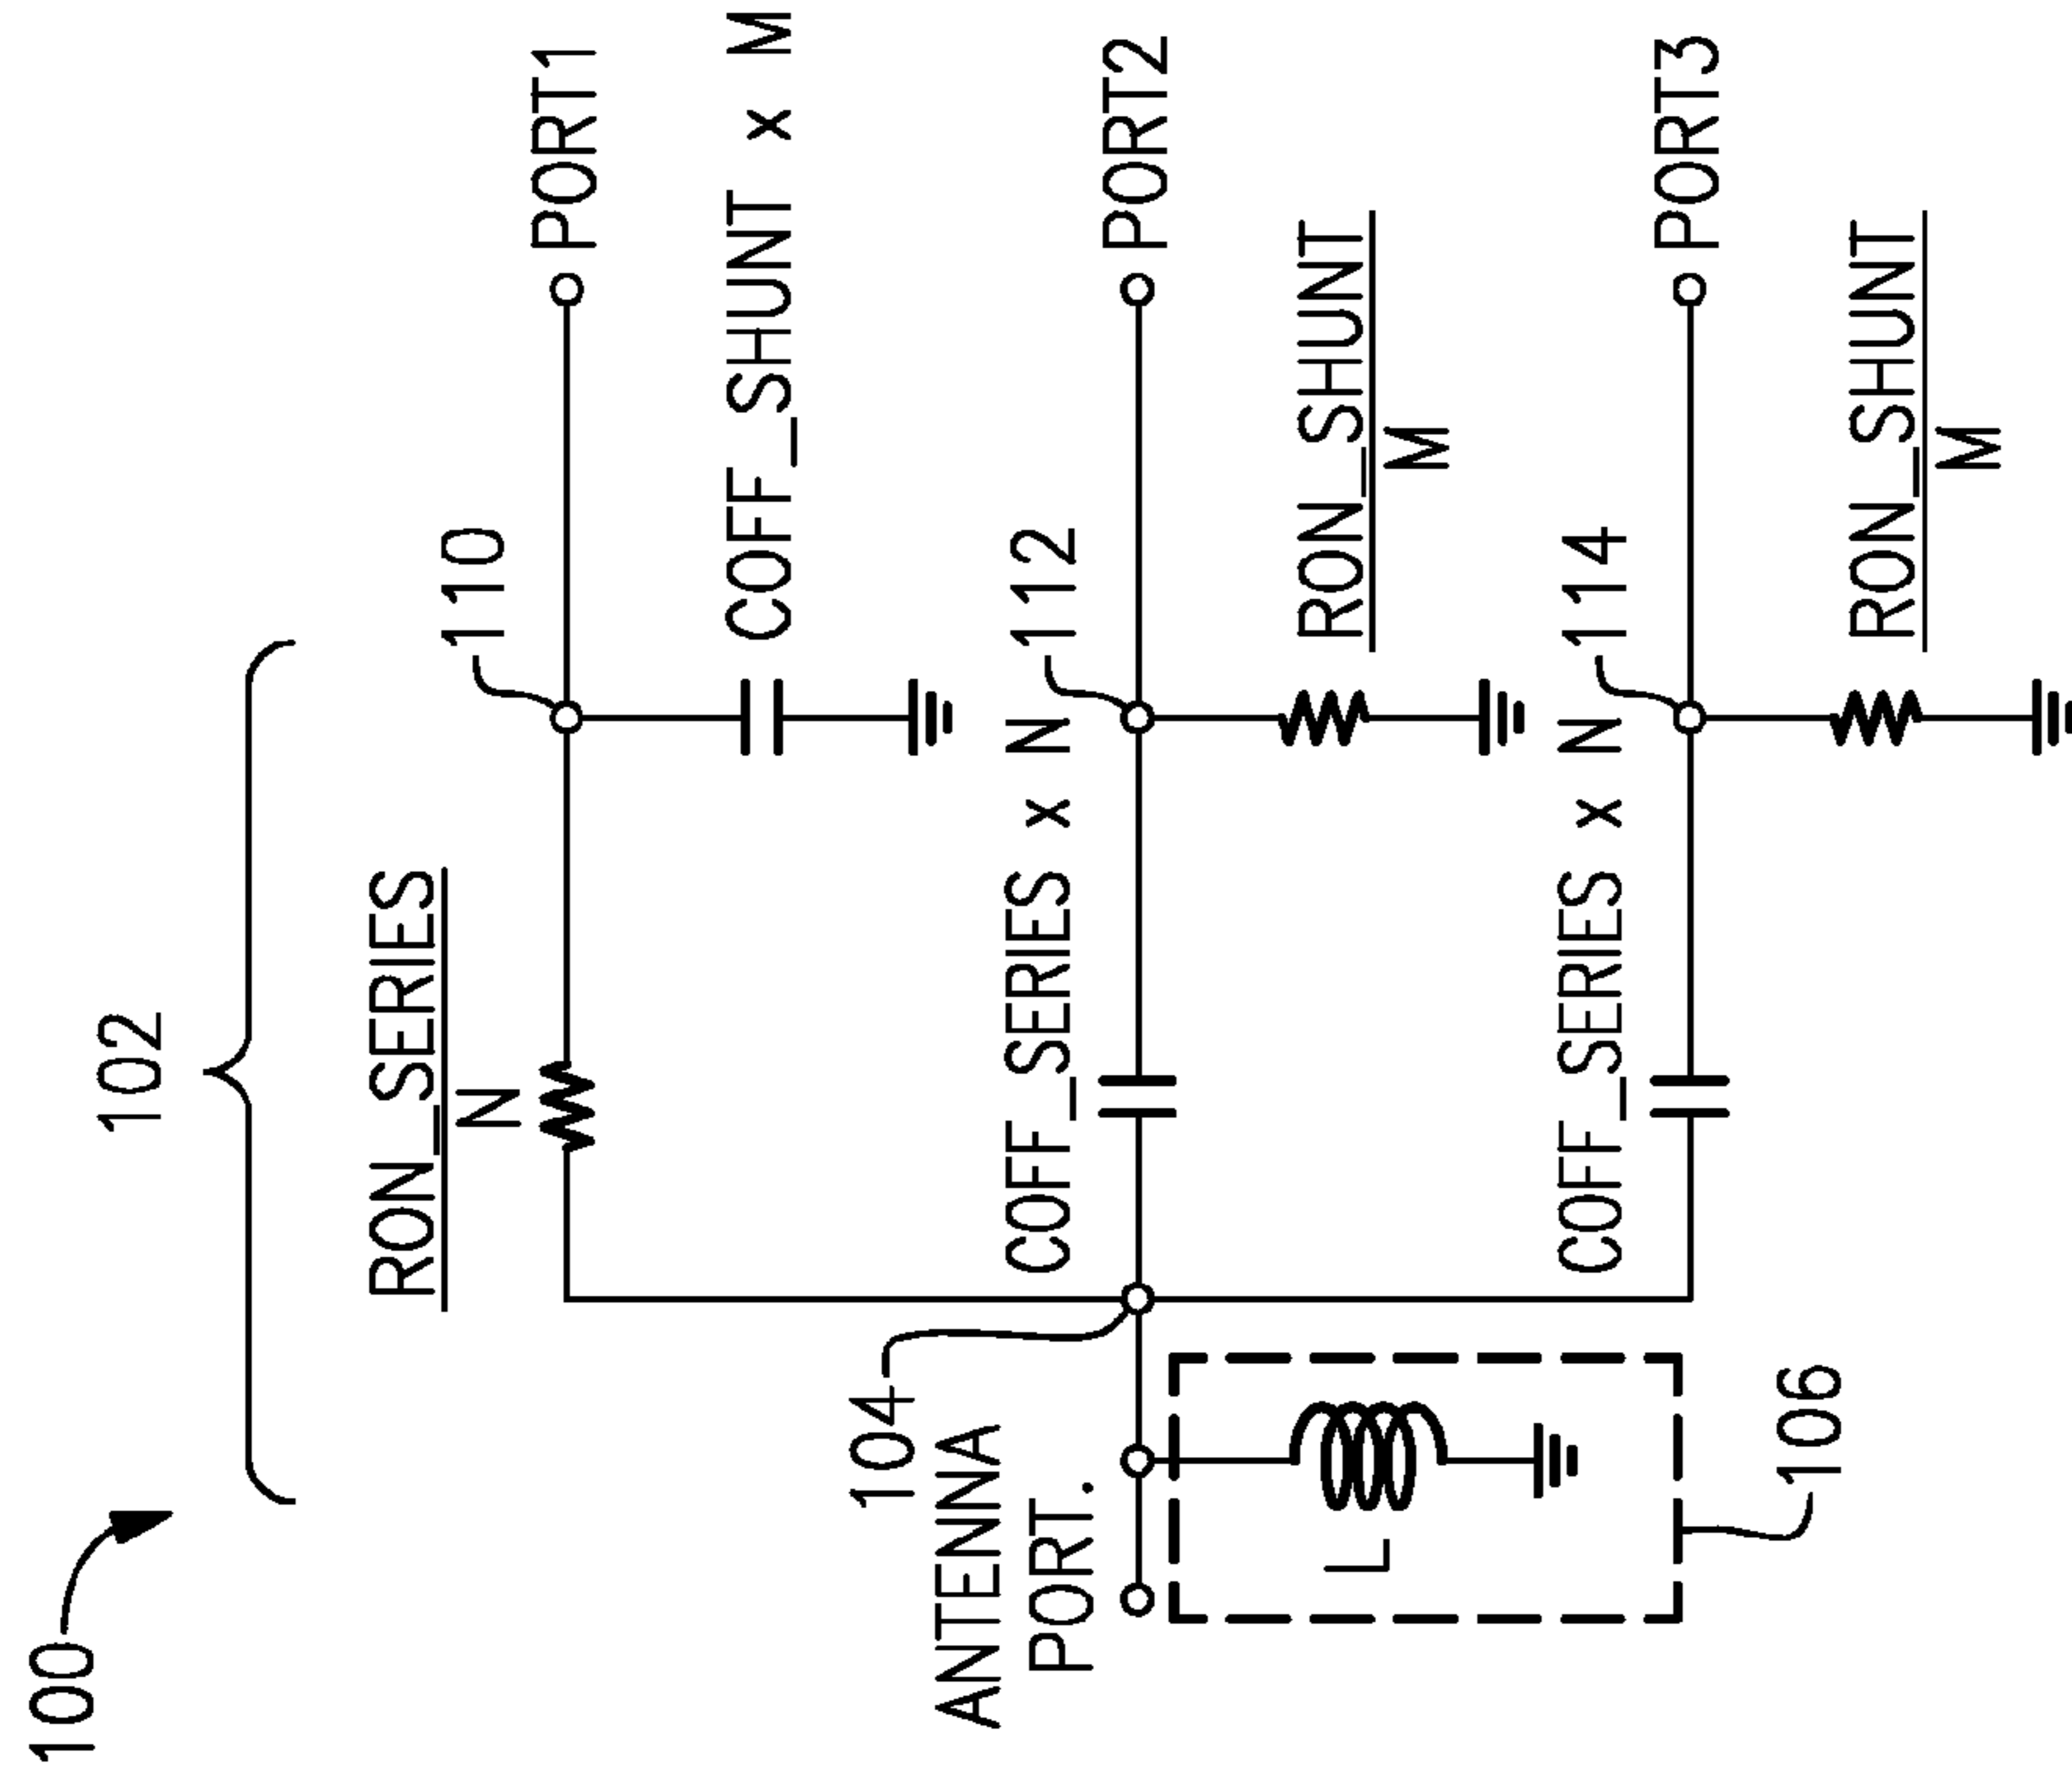 100
102
RON_SERIES
N
110
PORT1
COFF_SHUNT x M
104
ANTENNA
PORT.
COFF_SERIES x N
112
PORT2
RON_SHUNT
M
L
106
COFF_SERIES x N
114
PORT3
RON_SHUNT
M